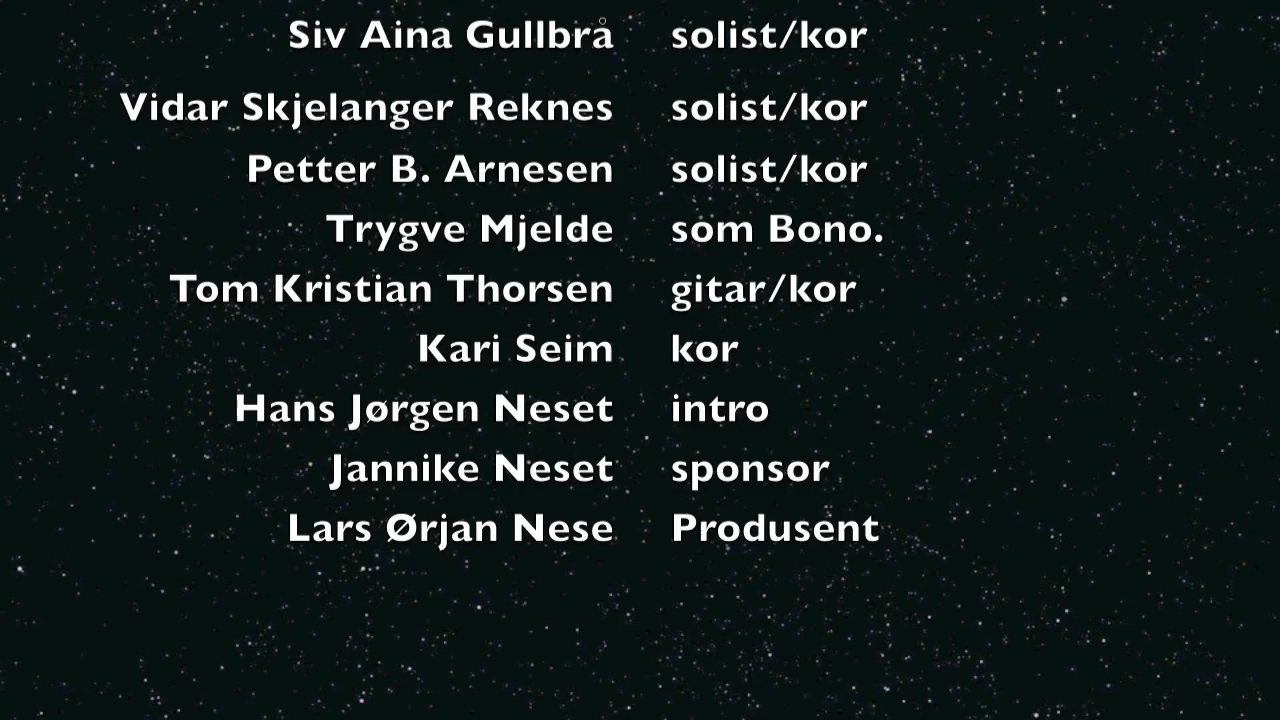 Siv Aina Gullbrå solist/kor
Vidar Skjelanger Reknes solist/kor
Petter B. Arnesen solist/kor
Trygve Mjelde som Bono.
Tom Kristian Thorsen gitar/kor
Kari Seim kor
Hans Jørgen Neset intro
Jannike Neset sponsor
Lars Ørjan Nese Produsent